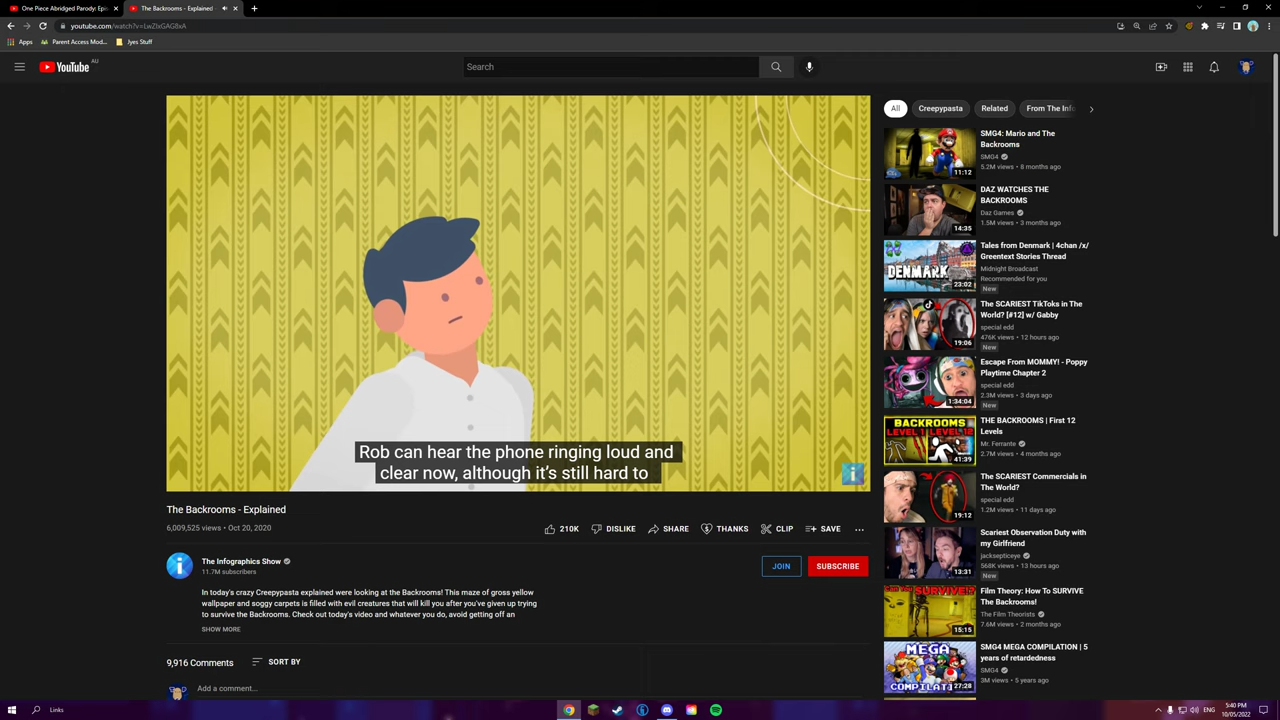 One Piece Abridged Parody: Epi
The Backrooms - Explained
youtube.com/watch?v=LwZlxGAG8xA
Apps
Parent Access Mod...
Jyes Stuff
YouTube AU
Search
All
Creepypasta
Related
From The Info
Rob can hear the phone ringing loud and
clear now, although it's still hard to
The Backrooms - Explained
6,009,525 views • Oct 20, 2020
210K
DISLIKE
SHARE
THANKS
CLIP
SAVE
The Infographics Show
11.7M subscribers
JOIN
SUBSCRIBE
In today's crazy Creepypasta explained were looking at the Backrooms! This maze of gross yellow
wallpaper and soggy carpets is filled with evil creatures that will kill you after you've given up trying
to survive the Backrooms. Check out today's video and whatever you do, avoid getting off an
SHOW MORE
9,916 Comments
SORT BY
Add a comment...
SMG4: Mario and The
Backrooms
SMG4
5.2M views • 8 months ago
11:12
DAZ WATCHES THE
BACKROOMS
Daz Games
1.5M views • 3 months ago
14:35
Tales from Denmark | 4chan /x/
Greentext Stories Thread
Midnight Broadcast
Recommended for you
New
DENMARK
23:02
The SCARIEST TikToks in The
World? [#12] w/ Gabby
special edd
476K views • 12 hours ago
New
19:06
Escape From MOMMY! - Poppy
Playtime Chapter 2
special edd
2.3M views • 3 days ago
New
1:34:04
THE BACKROOMS | First 12
Levels
Mr. Ferrante
2.7M views • 4 months ago
BACKROOMS
LEVEL 1 LEVEL 12
41:39
The SCARIEST Commercials in
The World?
special edd
1.2M views • 11 days ago
19:12
Scariest Observation Duty with
my Girlfriend
jacksepticeye
568K views • 13 hours ago
New
13:31
Film Theory: How To SURVIVE
The Backrooms!
The Film Theorists
7.6M views • 2 months ago
15:15
SMG4 MEGA COMPILATION | 5
years of retardedness
SMG4
3M views • 5 years ago
MEGA
COMPILATION
27:28
Links
ENG
5:40 PM
10/05/2022